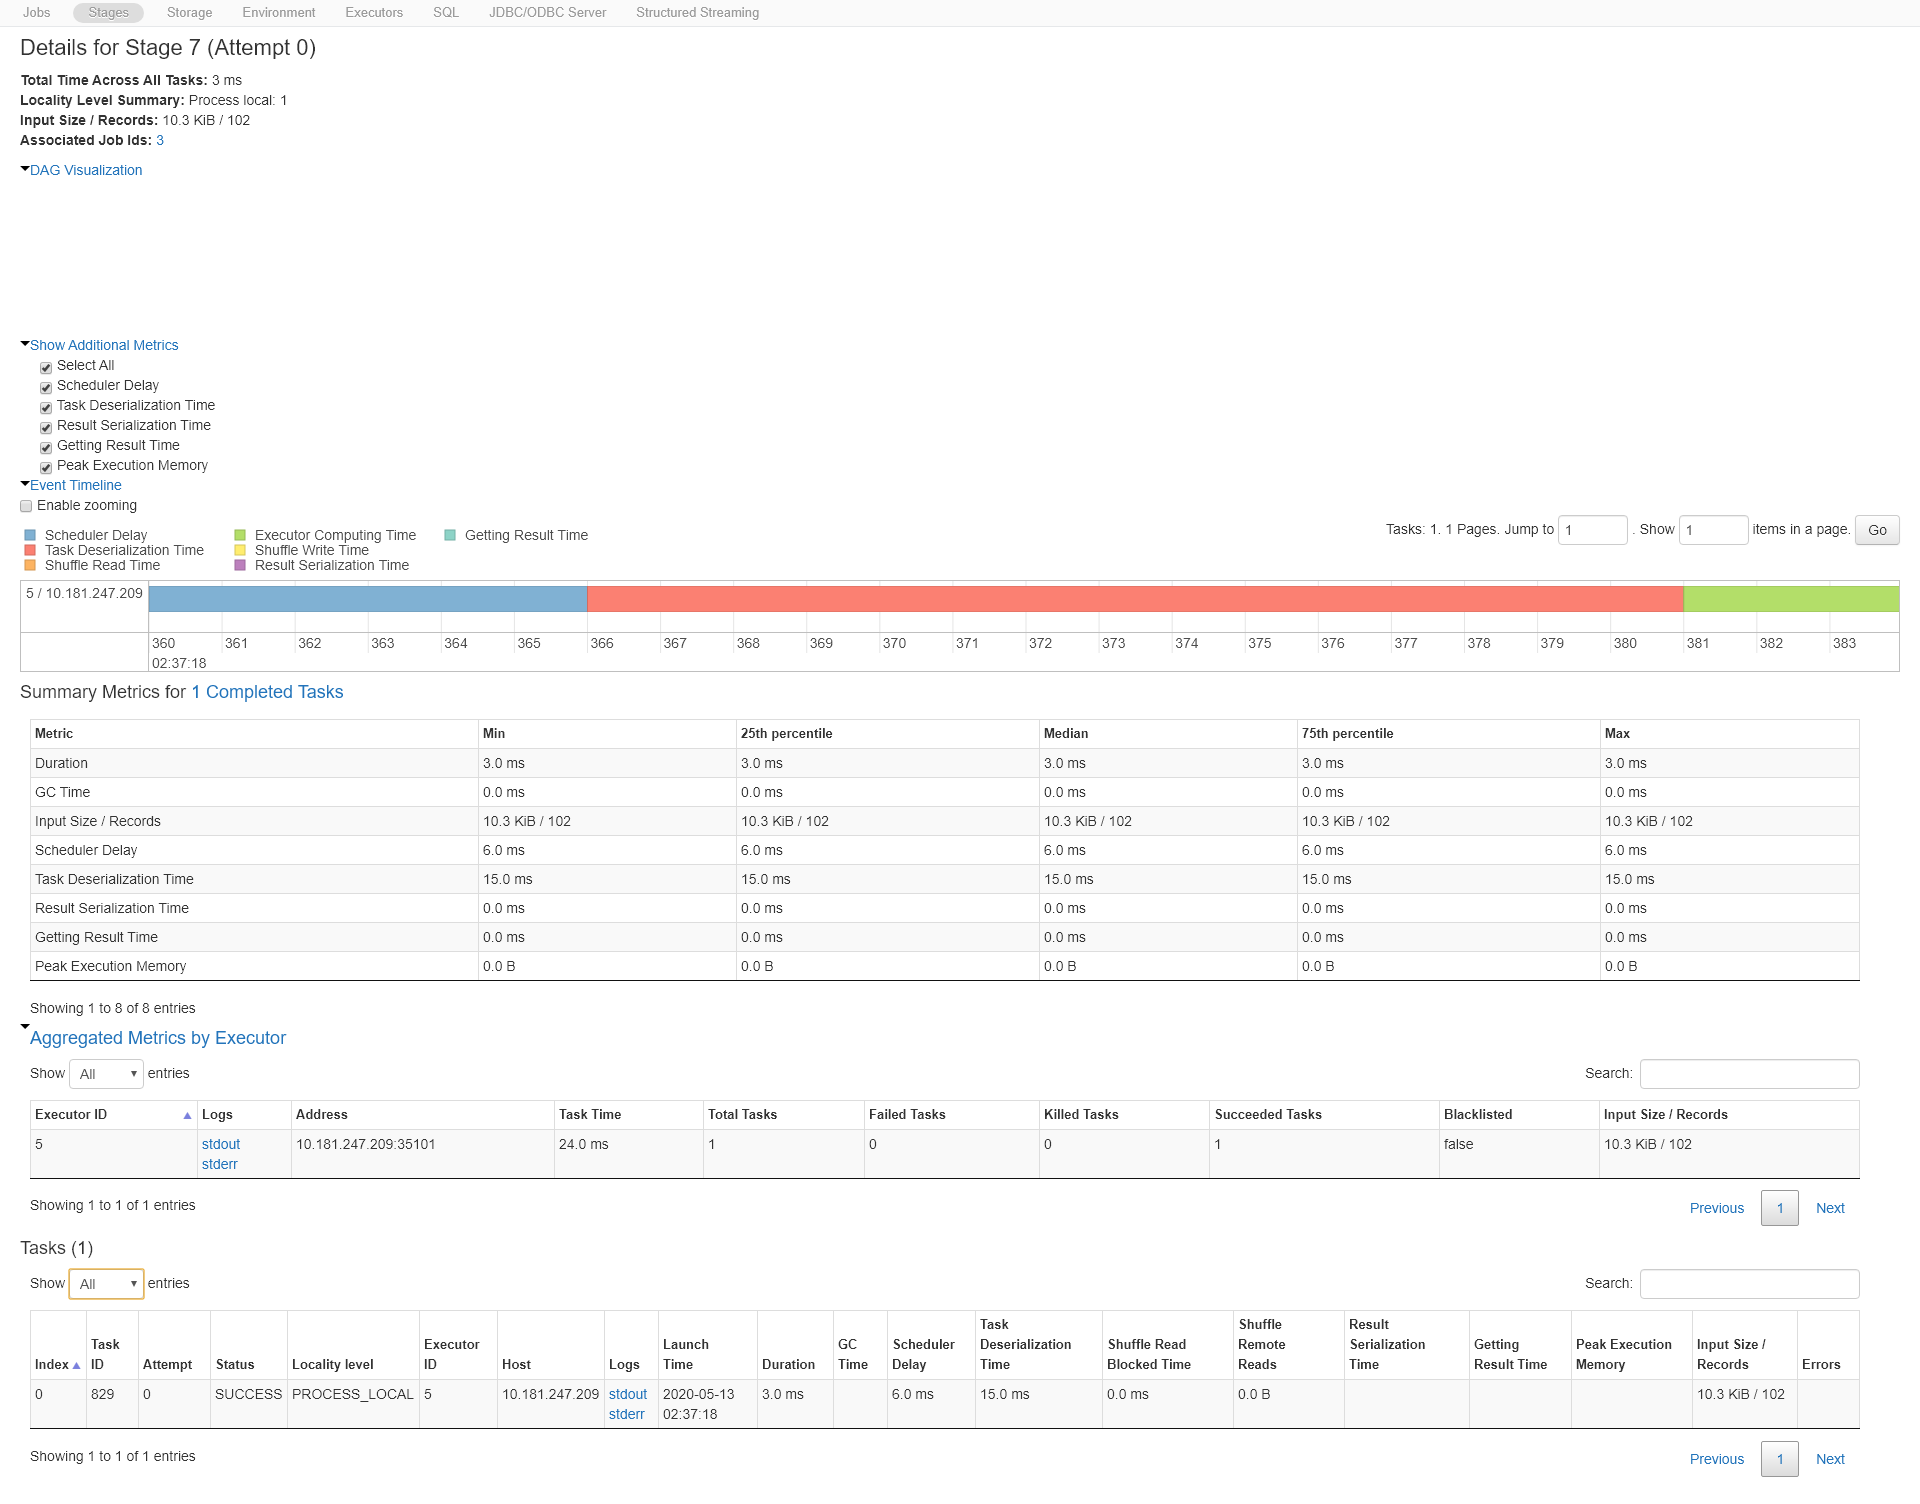 Jobs Stages Storage Environment Executors SQL JDBC/ODBC Server Structured Streaming
Details for Stage 7 (Attempt 0)
Total Time Across All Tasks: 3 ms
Locality Level Summary: Process local: 1
Input Size / Records: 10.3 KiB / 102
Associated Job Ids: 3
DAG Visualization
Show Additional Metrics
Select All
Scheduler Delay
Task Deserialization Time
Result Serialization Time
Getting Result Time
Peak Execution Memory
Event Timeline
Enable zooming
Tasks: 1. 1 Pages. Jump to 1 . Show 1 items in a page. Go
Scheduler Delay Executor Computing Time Getting Result Time
Task Deserialization Time Shuffle Write Time
Shuffle Read Time Result Serialization Time
5 / 10.181.247.209
360 361 362 363 364 365 366 367 368 369 370 371 372 373 374 375 376 377 378 379 380 381 382 383
02:37:18
Summary Metrics for 1 Completed Tasks
Metric Min 25th percentile Median 75th percentile Max
Duration 3.0 ms 3.0 ms 3.0 ms 3.0 ms 3.0 ms
GC Time 0.0 ms 0.0 ms 0.0 ms 0.0 ms 0.0 ms
Input Size / Records 10.3 KiB / 102 10.3 KiB / 102 10.3 KiB / 102 10.3 KiB / 102 10.3 KiB / 102
Scheduler Delay 6.0 ms 6.0 ms 6.0 ms 6.0 ms 6.0 ms
Task Deserialization Time 15.0 ms 15.0 ms 15.0 ms 15.0 ms 15.0 ms
Result Serialization Time 0.0 ms 0.0 ms 0.0 ms 0.0 ms 0.0 ms
Getting Result Time 0.0 ms 0.0 ms 0.0 ms 0.0 ms 0.0 ms
Peak Execution Memory 0.0 B 0.0 B 0.0 B 0.0 B 0.0 B
Showing 1 to 8 of 8 entries
Aggregated Metrics by Executor
Show All entries Search:
Executor ID Logs Address Task Time Total Tasks Failed Tasks Killed Tasks Succeeded Tasks Blacklisted Input Size / Records
5 stdout 10.181.247.209:35101 24.0 ms 1 0 0 1 false 10.3 KiB / 102
stderr
Showing 1 to 1 of 1 entries
Previous 1 Next
Tasks (1)
Show All entries Search:
Task Shuffle Result
Task Executor Launch GC Scheduler Deserialization Shuffle Read Remote Serialization Getting Peak Execution Input Size /
Index ID Attempt Status Locality level ID Host Logs Time Duration Time Delay Time Blocked Time Reads Time Result Time Memory Records Errors
0 829 0 SUCCESS PROCESS_LOCAL 5 10.181.247.209 stdout 2020-05-13 3.0 ms 6.0 ms 15.0 ms 0.0 ms 0.0 B 10.3 KiB / 102
stderr 02:37:18
Showing 1 to 1 of 1 entries
Previous 1 Next